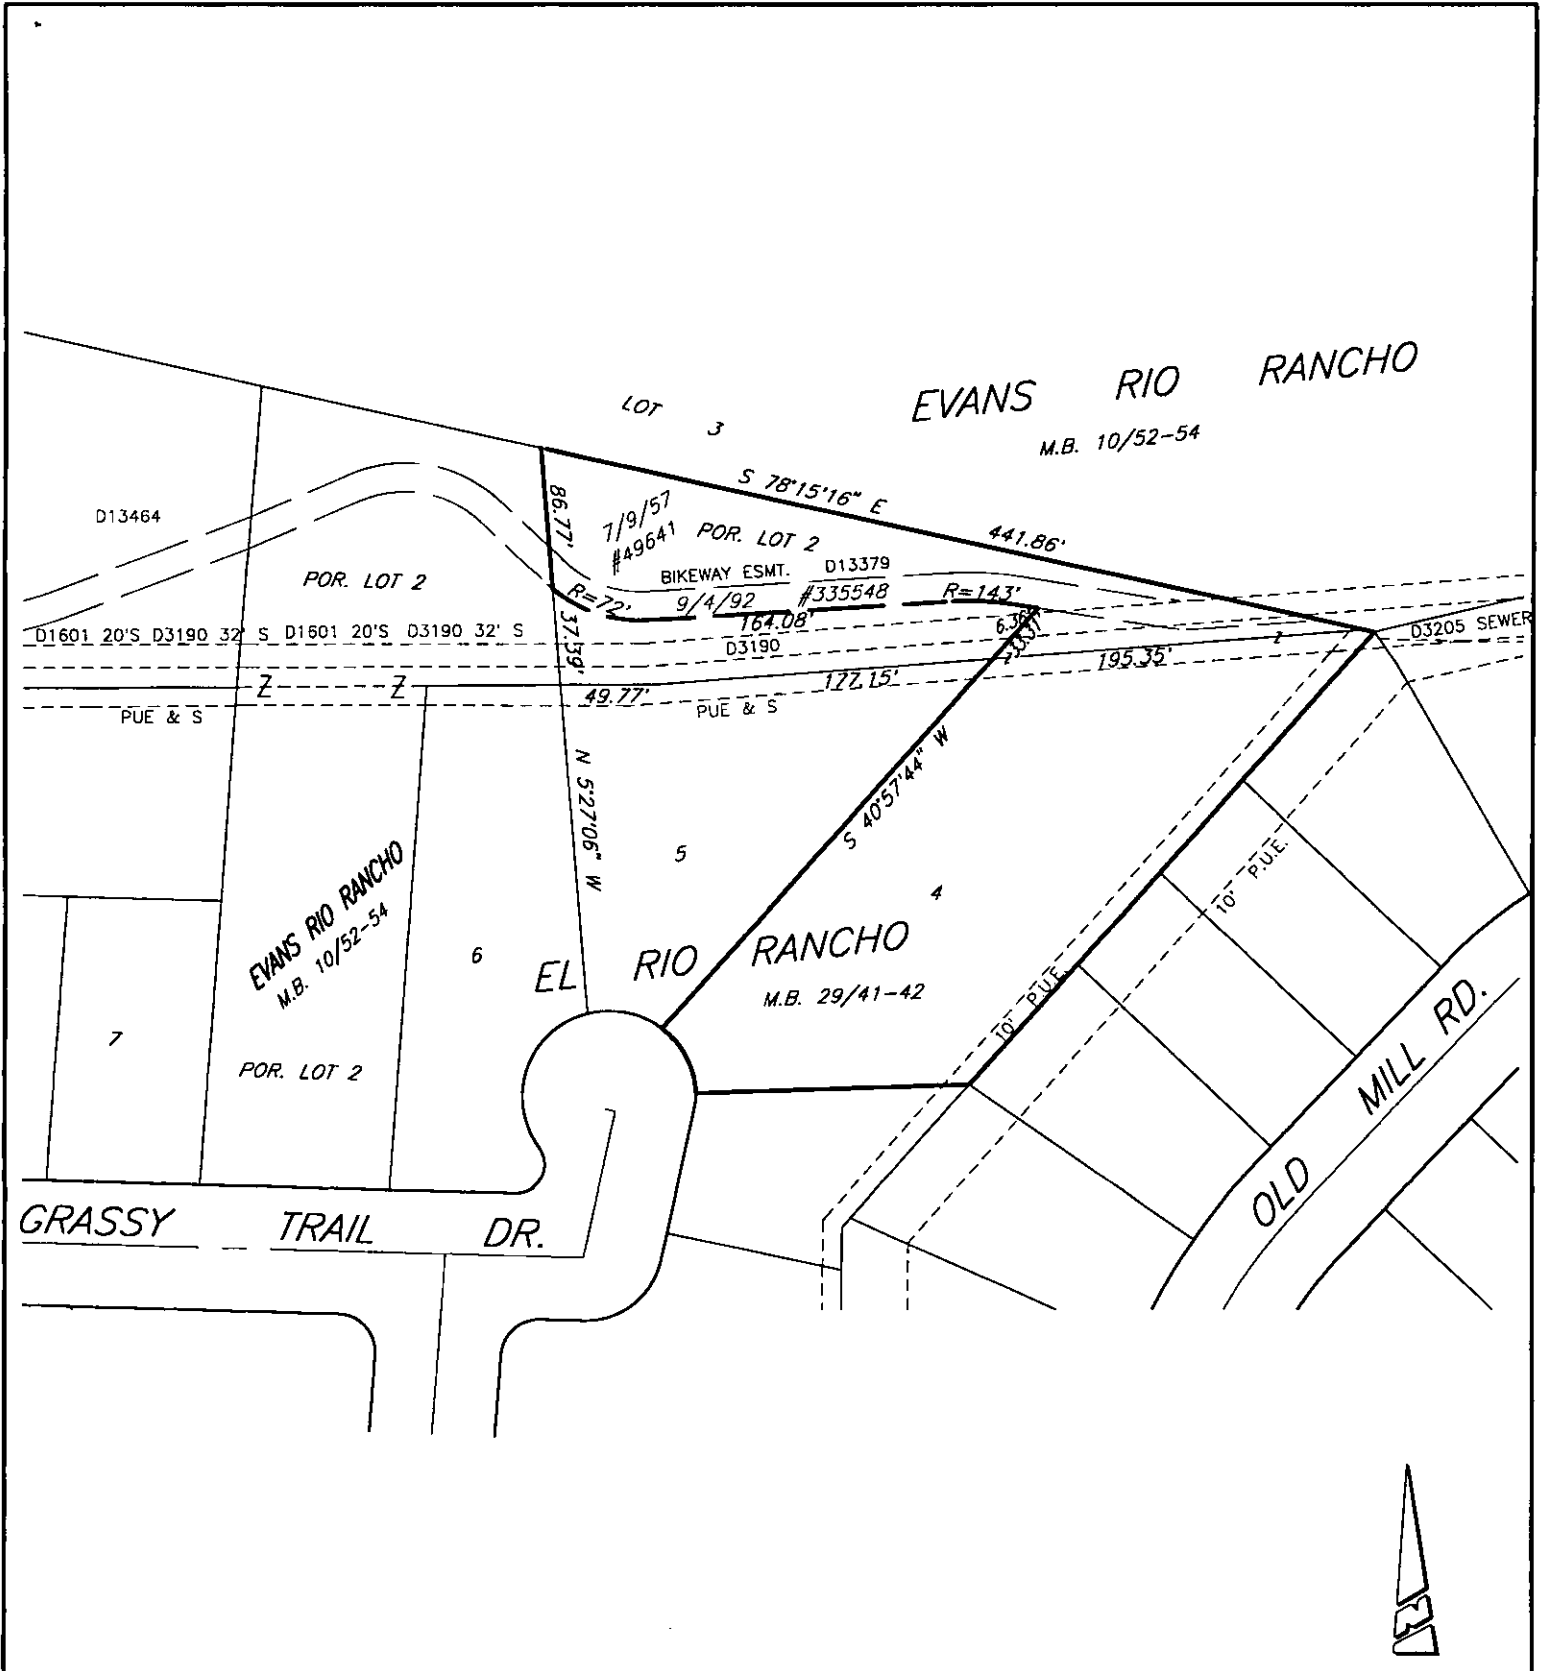 EVANS RIO RANCHO
M.B. 10/52-54
LOT 3
S 78°15'16" E
441.86'
86.77'
7/9/57
#49641
POR. LOT 2
D13464
POR. LOT 2
BIKEWAY ESMT. D13379
9/4/92 #335548
R=72'
R=143'
164.08'
6.36'
33.37'
D1601 20'S D3190 32' S D1601 20'S D3190 32' S
D3190
D3205 SEWER
37.39'
195.35'
177.15'
49.77'
Z Z
PUE & S
PUE & S
N 5°27'06" W
S 40°57'44" W
5
4
10' P.U.E.
EVANS RIO RANCHO
M.B. 10/52-54
6
EL RIO RANCHO
M.B. 29/41-42
10' P.U.E.
7
POR. LOT 2
OLD MILL RD.
GRASSY TRAIL DR.
N